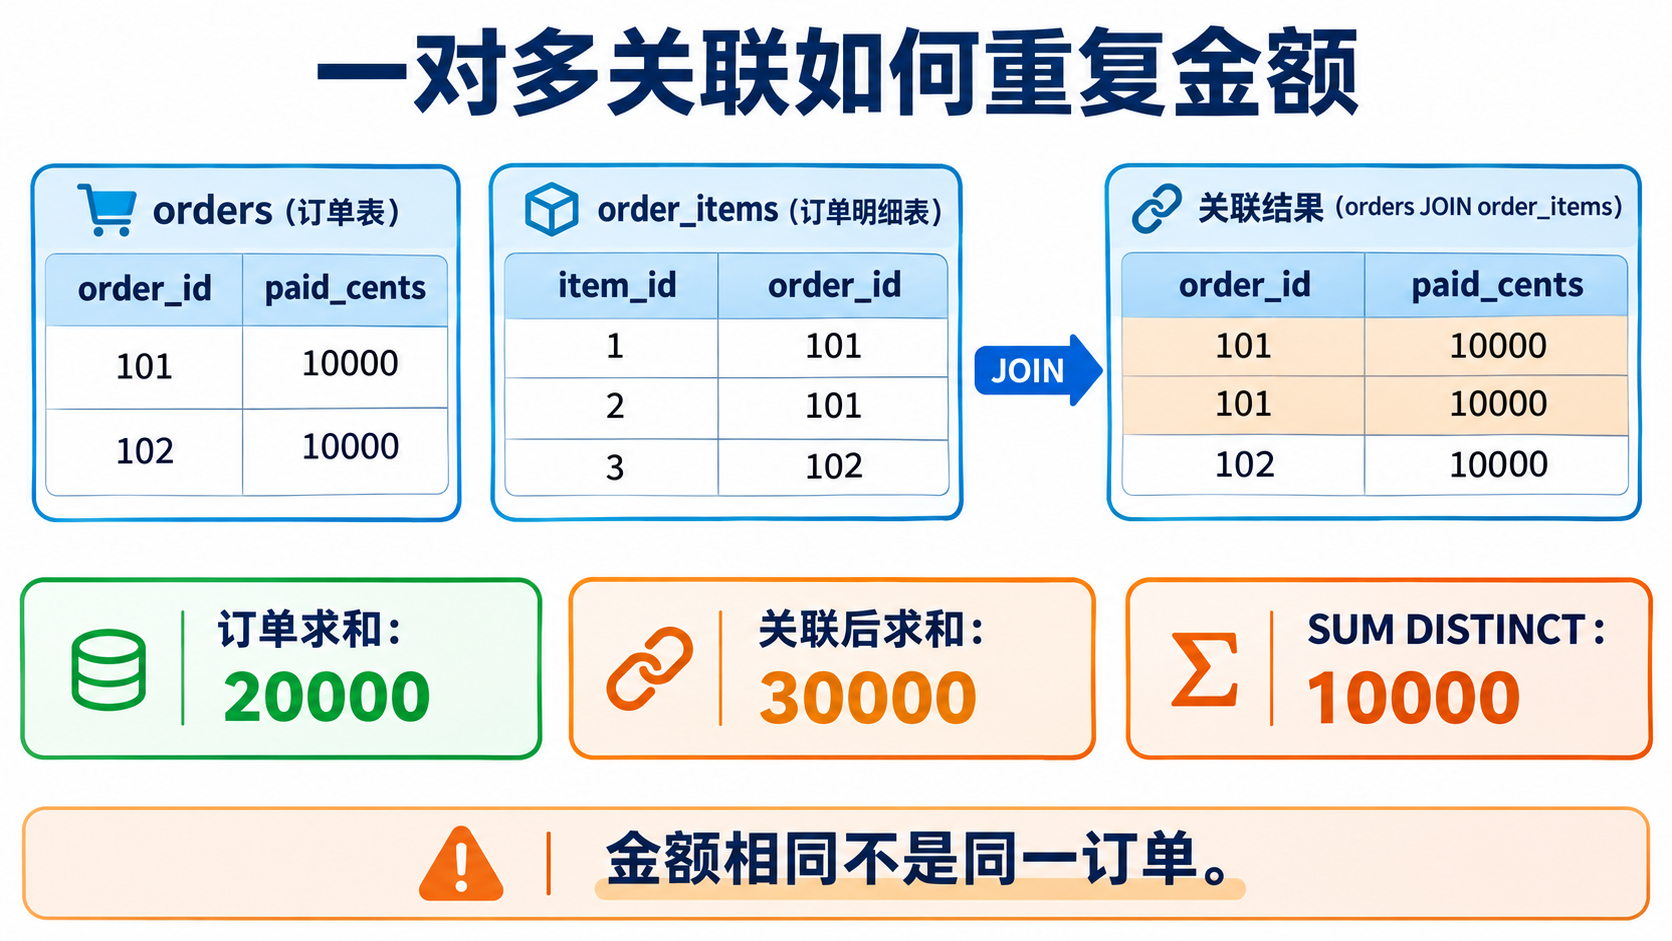 一对多关联如何重复金额
orders (订单表)
order_id paid_cents
101 10000
102 10000
order_items (订单明细表)
item_id order_id
1 101
2 101
3 102
JOIN
关联结果 (orders JOIN order_items)
order_id paid_cents
101 10000
101 10000
102 10000
订单求和：
20000
关联后求和：
30000
Σ
SUM DISTINCT：
10000
金额相同不是同一订单。